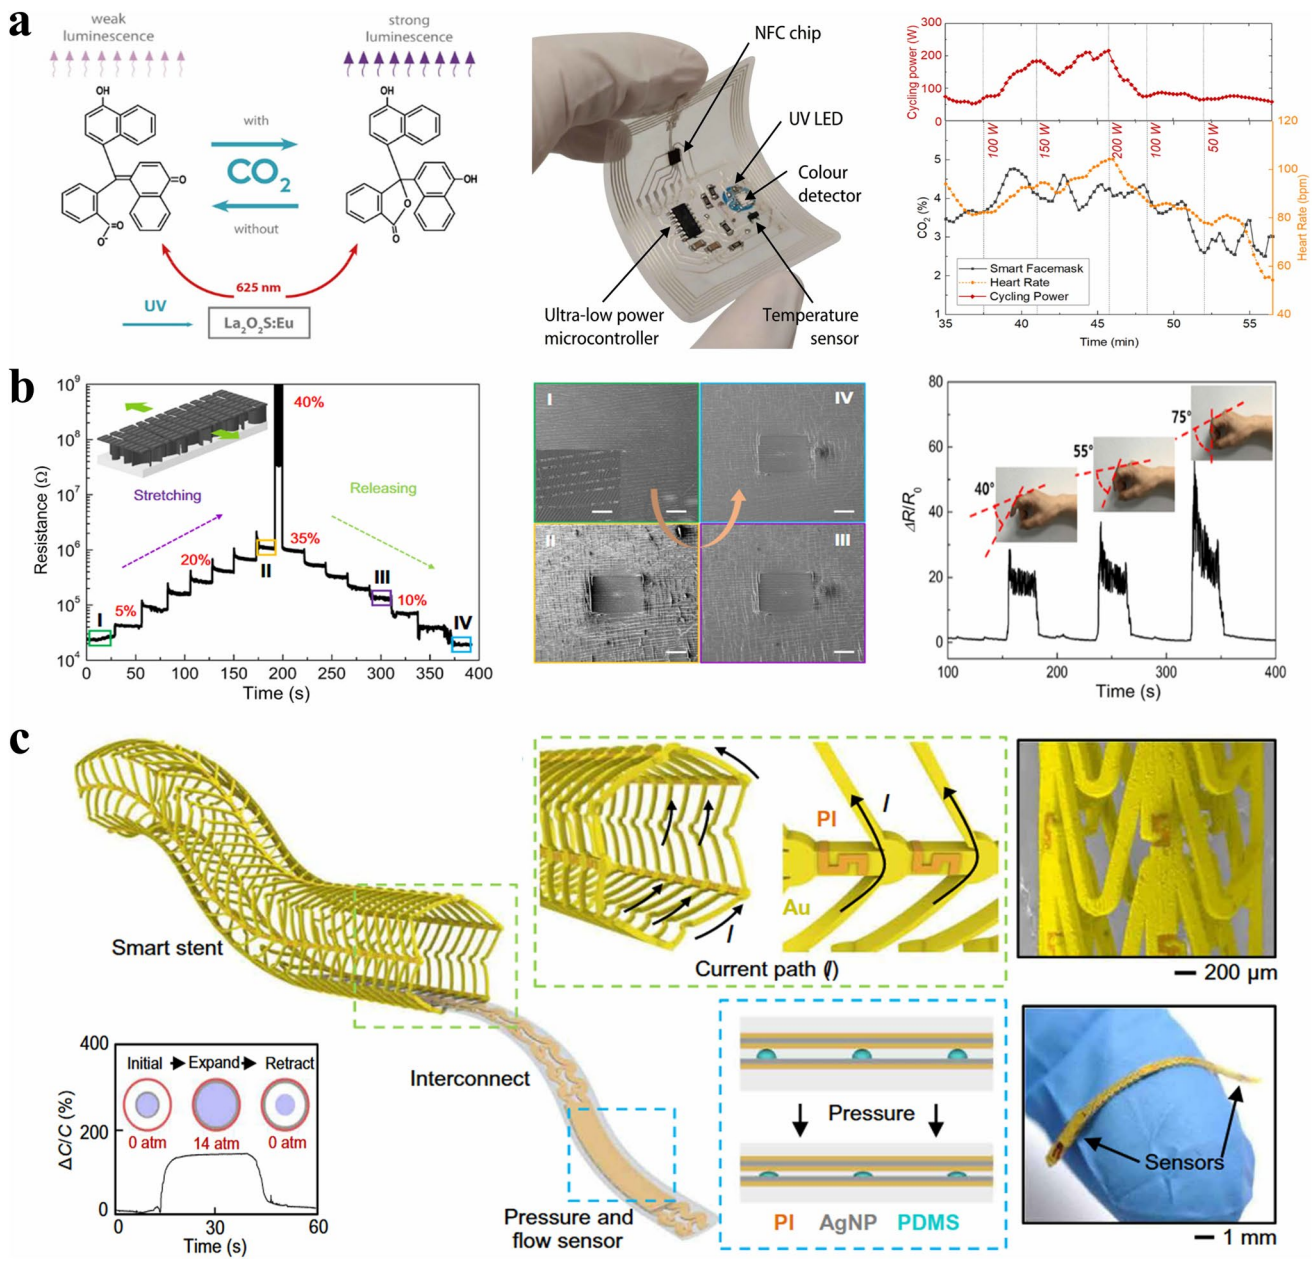 a
weak
luminescence
strong
luminescence
OH
OH
with
CO2
without
O
O
O-
OH
O
O
625 nm
UV
La2O2S:Eu
NFC chip
UV LED
Colour
detector
Ultra-low power
microcontroller
Temperature
sensor
Cycling power (W)
300
200
100
0
100 W
150 W
200 W
100 W
50 W
CO2 (%)
5
4
3
2
1
Heart Rate (bpm)
120
100
80
60
40
Smart Facemask
Heart Rate
Cycling Power
35
40
45
50
55
Time (min)
b
Resistance (Ω)
10^9
10^8
10^7
10^6
10^5
10^4
40%
Stretching
Releasing
35%
20%
II
III
10%
5%
I
IV
0
50
100
150
200
250
300
350
400
Time (s)
I
IV
II
III
ΔR/R0
80
60
40
20
0
40°
55°
75°
100
200
300
400
Time (s)
c
Smart stent
Interconnect
Pressure and
flow sensor
I
PI
I
Au
Current path (I)
200 µm
ΔC/C (%)
400
200
0
Initial
Expand
Retract
0 atm
14 atm
0 atm
0
30
60
Time (s)
Pressure
PI
AgNP
PDMS
Sensors
1 mm